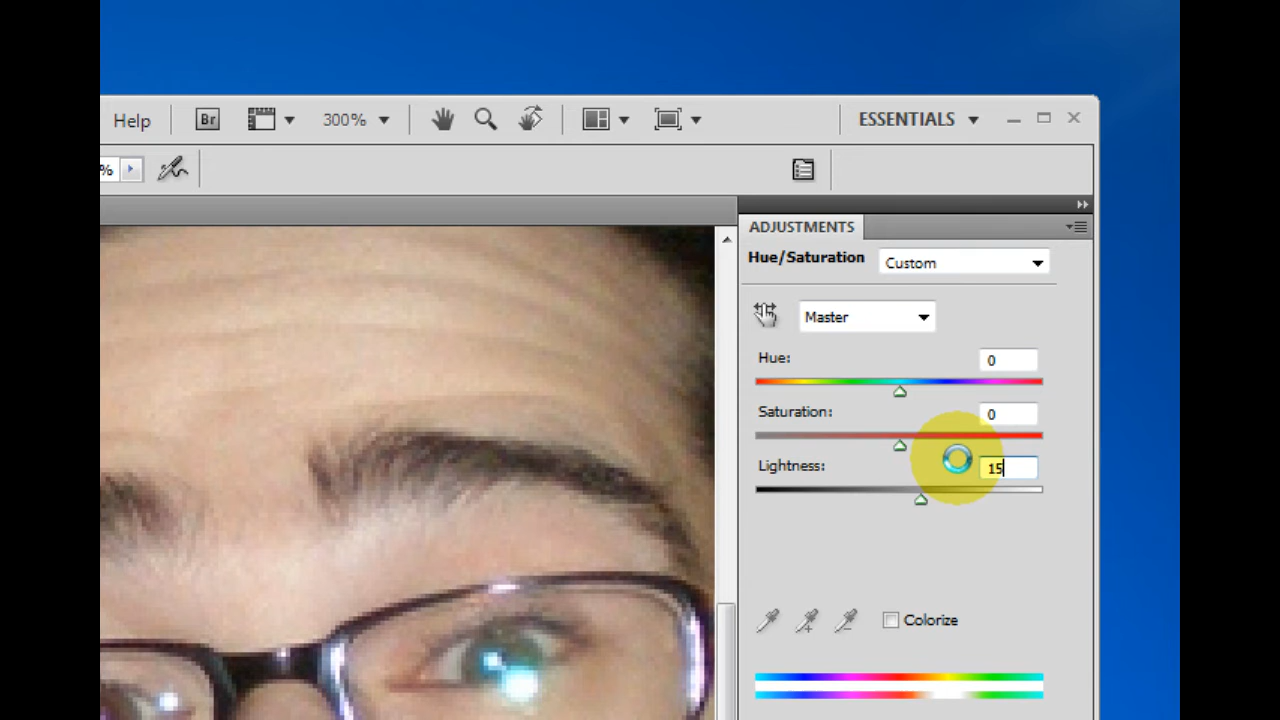 Help Br 300% ESSENTIALS
%
ADJUSTMENTS
Hue/Saturation Custom
Master
Hue: 0
Saturation: 0
Lightness: 15
Colorize